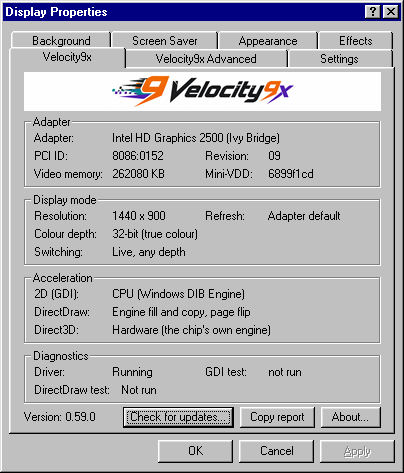 Display Properties
Background Screen Saver Appearance Effects
Velocity9x Velocity9x Advanced Settings
9 Velocity9x
Adapter
Adapter: Intel HD Graphics 2500 (Ivy Bridge)
PCI ID: 8086:0152 Revision: 09
Video memory: 262080 KB Mini-VDD: 6899f1cd
Display mode
Resolution: 1440 x 900 Refresh: Adapter default
Colour depth: 32-bit (true colour)
Switching: Live, any depth
Acceleration
2D (GDI): CPU (Windows DIB Engine)
DirectDraw: Engine fill and copy, page flip
Direct3D: Hardware (the chip's own engine)
Diagnostics
Driver: Running GDI test: not run
DirectDraw test: Not run
Version: 0.59.0 Check for updates... Copy report About...
OK Cancel Apply